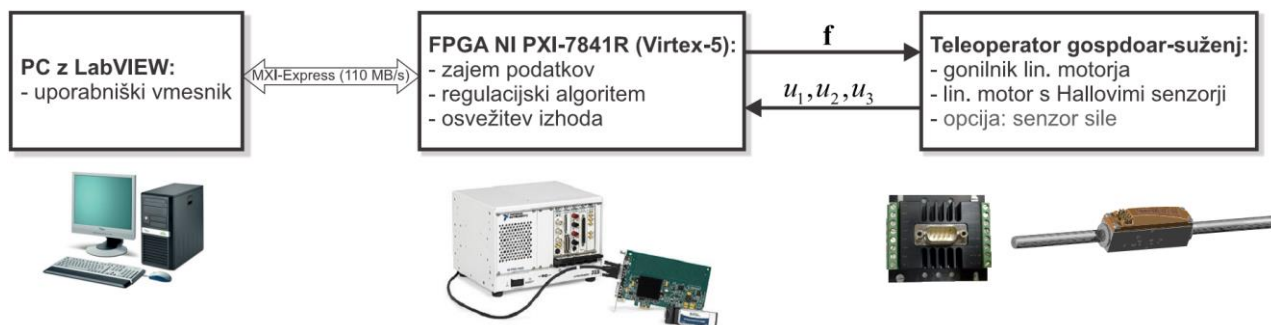 PC z LabVIEW:
- uporabniški vmesnik
MXI-Express (110 MB/s)
FPGA NI PXI-7841R (Virtex-5):
- zajem podatkov
- regulacijski algoritem
- osvežitev izhoda
f
u1,u2,u3
Teleoperator gospdoar-suženj:
- gonilnik lin. motorja
- lin. motor s Hallovimi senzorji
- opcija: senzor sile